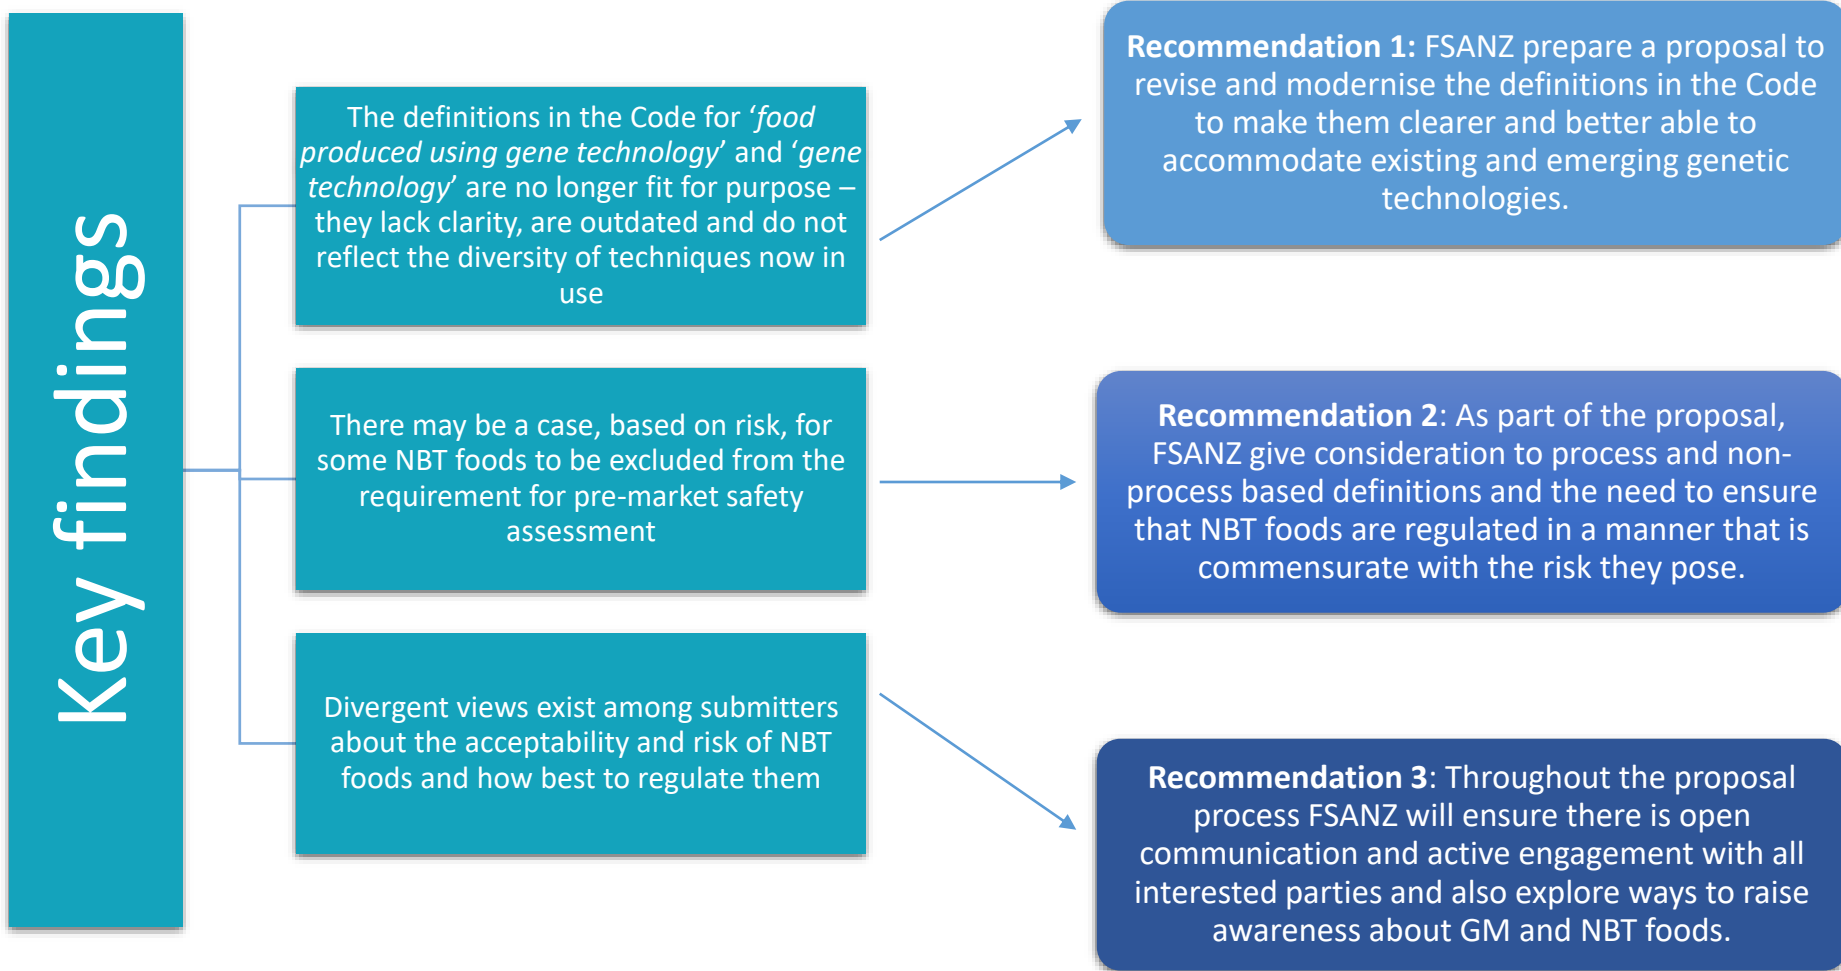 Key findings
The definitions in the Code for ‘food
produced using gene technology’ and ‘gene
technology’ are no longer fit for purpose –
they lack clarity, are outdated and do not
reflect the diversity of techniques now in
use
Recommendation 1: FSANZ prepare a proposal to
revise and modernise the definitions in the Code
to make them clearer and better able to
accommodate existing and emerging genetic
technologies.
There may be a case, based on risk, for
some NBT foods to be excluded from the
requirement for pre-market safety
assessment
Recommendation 2: As part of the proposal,
FSANZ give consideration to process and non-
process based definitions and the need to ensure
that NBT foods are regulated in a manner that is
commensurate with the risk they pose.
Divergent views exist among submitters
about the acceptability and risk of NBT
foods and how best to regulate them
Recommendation 3: Throughout the proposal
process FSANZ will ensure there is open
communication and active engagement with all
interested parties and also explore ways to raise
awareness about GM and NBT foods.